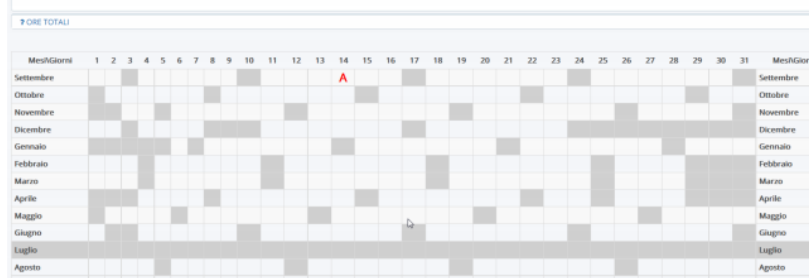 ? ORE TOTALI
Mesi\Giorni 1 2 3 4 5 6 7 8 9 10 11 12 13 14 15 16 17 18 19 20 21 22 23 24 25 26 27 28 29 30 31 Mesi\Gior
Settembre A Settembre
Ottobre Ottobre
Novembre Novembre
Dicembre Dicembre
Gennaio Gennaio
Febbraio Febbraio
Marzo Marzo
Aprile Aprile
Maggio Maggio
Giugno Giugno
Luglio Luglio
Agosto Agosto